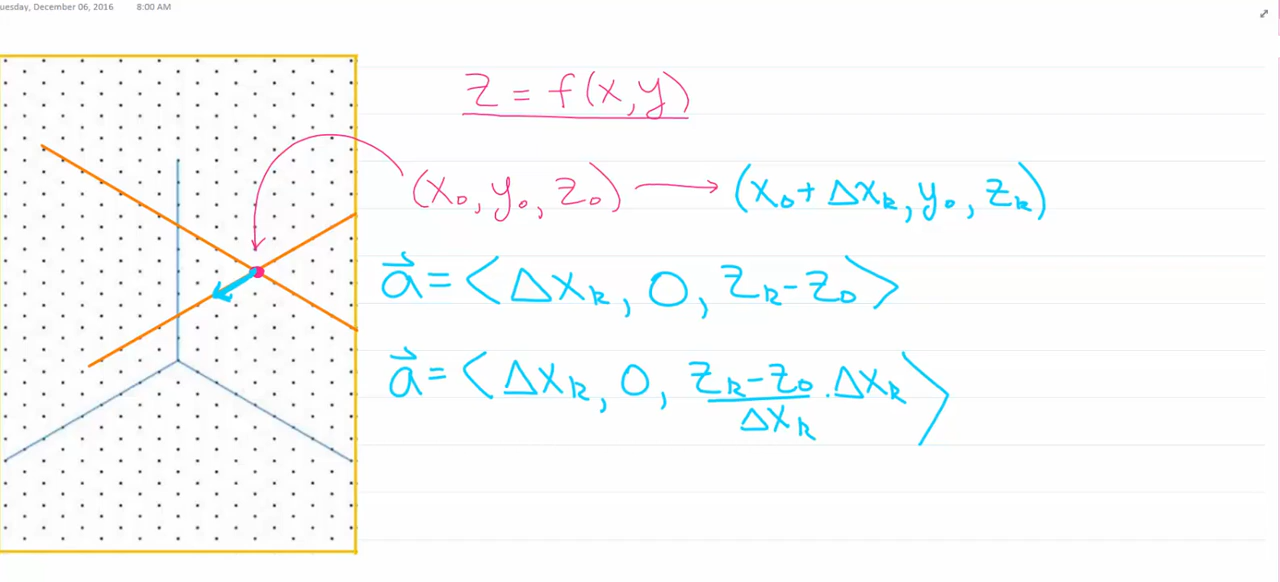 uesday, December 06, 2016 8:00 AM
z = f(x,y)
(x₀, y₀, z₀) → (x₀ + Δxₖ, y₀, zₖ)
a⃗ = ⟨Δxₖ, 0, zₖ - z₀⟩
a⃗ = ⟨Δxₖ, 0, (zₖ - z₀)/Δxₖ · Δxₖ⟩